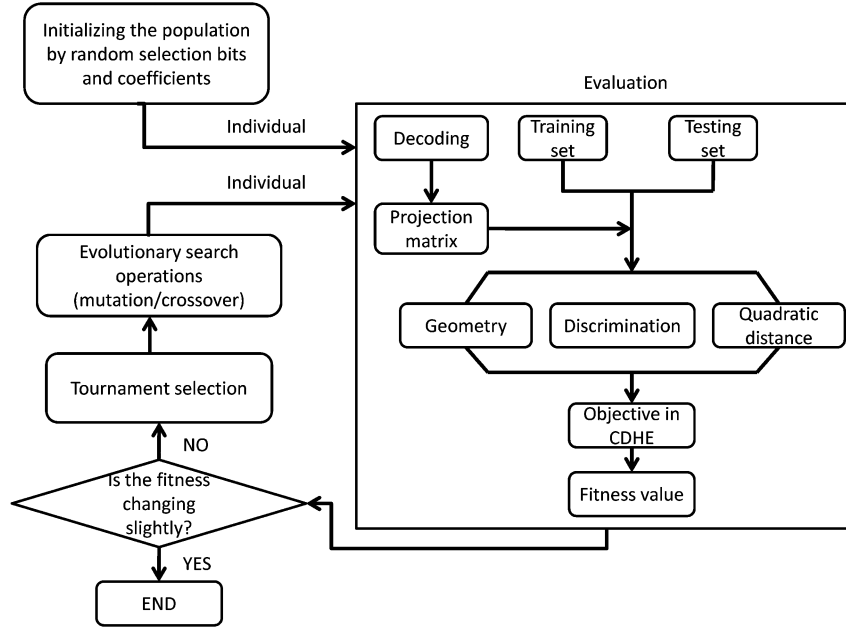 Initializing the population
by random selection bits
and coefficients
Individual
Individual
Evolutionary search
operations
(mutation/crossover)
Tournament selection
NO
Is the fitness
changing
slightly?
YES
END
Evaluation
Decoding
Training
set
Testing
set
Projection
matrix
Geometry
Discrimination
Quadratic
distance
Objective in
CDHE
Fitness value